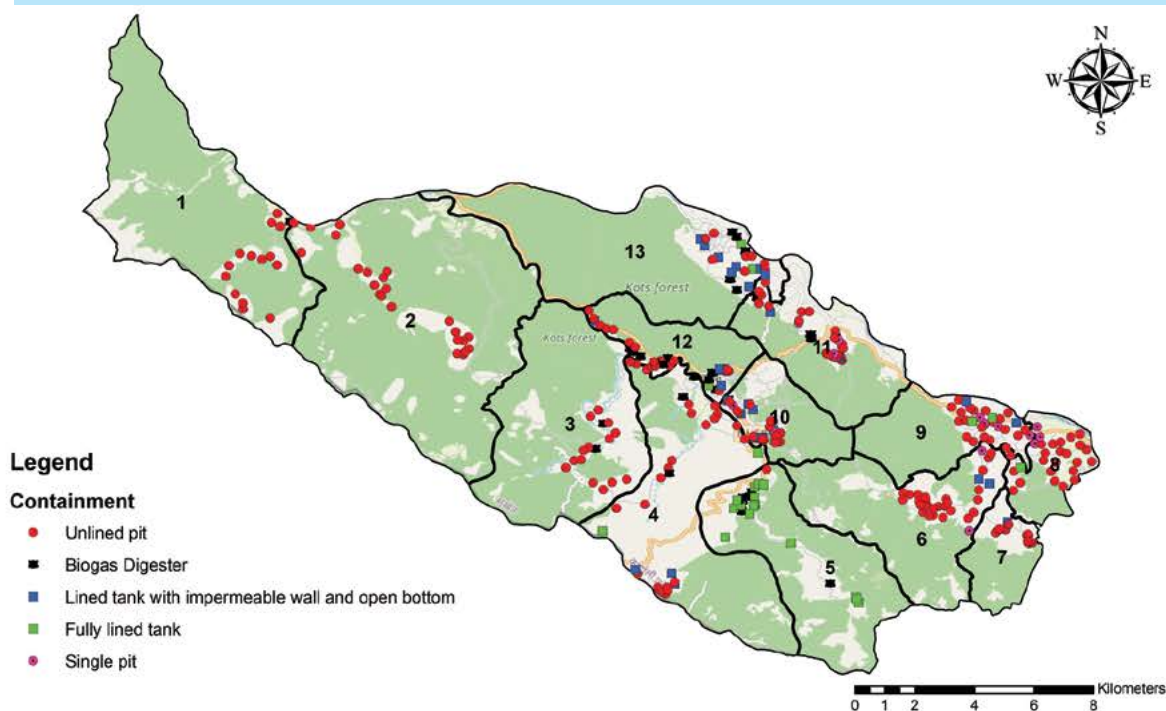 N
W E
S
1
13
Kots forest
2
Kots forest
12
11
3
10
9
8
4
6
7
5
Legend
Containment
Unlined pit
Biogas Digester
Lined tank with impermeable wall and open bottom
Fully lined tank
Single pit
Kilometers
0 1 2 4 6 8